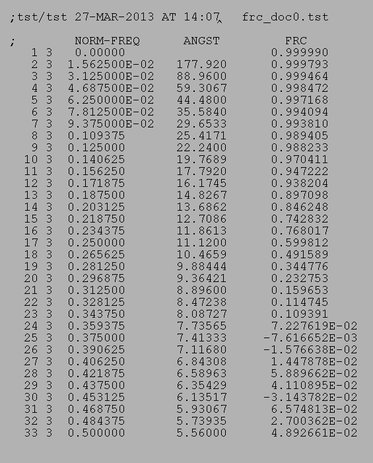 ;tst/tst 27-MAR-2013 AT 14:07, frc_doc0.tst
; NORM-FREQ ANGST FRC
1 3 0.00000 0.999990
2 3 1.562500E-02 177.920 0.999793
3 3 3.125000E-02 88.9600 0.999464
4 3 4.687500E-02 59.3067 0.998472
5 3 6.250000E-02 44.4800 0.997168
6 3 7.812500E-02 35.5840 0.994094
7 3 9.375000E-02 29.6533 0.993810
8 3 0.109375 25.4171 0.989405
9 3 0.125000 22.2400 0.988233
10 3 0.140625 19.7689 0.970411
11 3 0.156250 17.7920 0.947222
12 3 0.171875 16.1745 0.938204
13 3 0.187500 14.8267 0.897098
14 3 0.203125 13.6862 0.846248
15 3 0.218750 12.7086 0.742832
16 3 0.234375 11.8613 0.768017
17 3 0.250000 11.1200 0.599812
18 3 0.265625 10.4659 0.491589
19 3 0.281250 9.88444 0.344776
20 3 0.296875 9.36421 0.232753
21 3 0.312500 8.89600 0.159653
22 3 0.328125 8.47238 0.114745
23 3 0.343750 8.08727 0.109391
24 3 0.359375 7.73565 7.227619E-02
25 3 0.375000 7.41333 -7.616652E-03
26 3 0.390625 7.11680 -1.576638E-02
27 3 0.406250 6.84308 1.447878E-02
28 3 0.421875 6.58963 5.889662E-02
29 3 0.437500 6.35429 4.110895E-02
30 3 0.453125 6.13517 -3.143782E-02
31 3 0.468750 5.93067 6.574813E-02
32 3 0.484375 5.73935 2.700362E-02
33 3 0.500000 5.56000 4.892661E-02